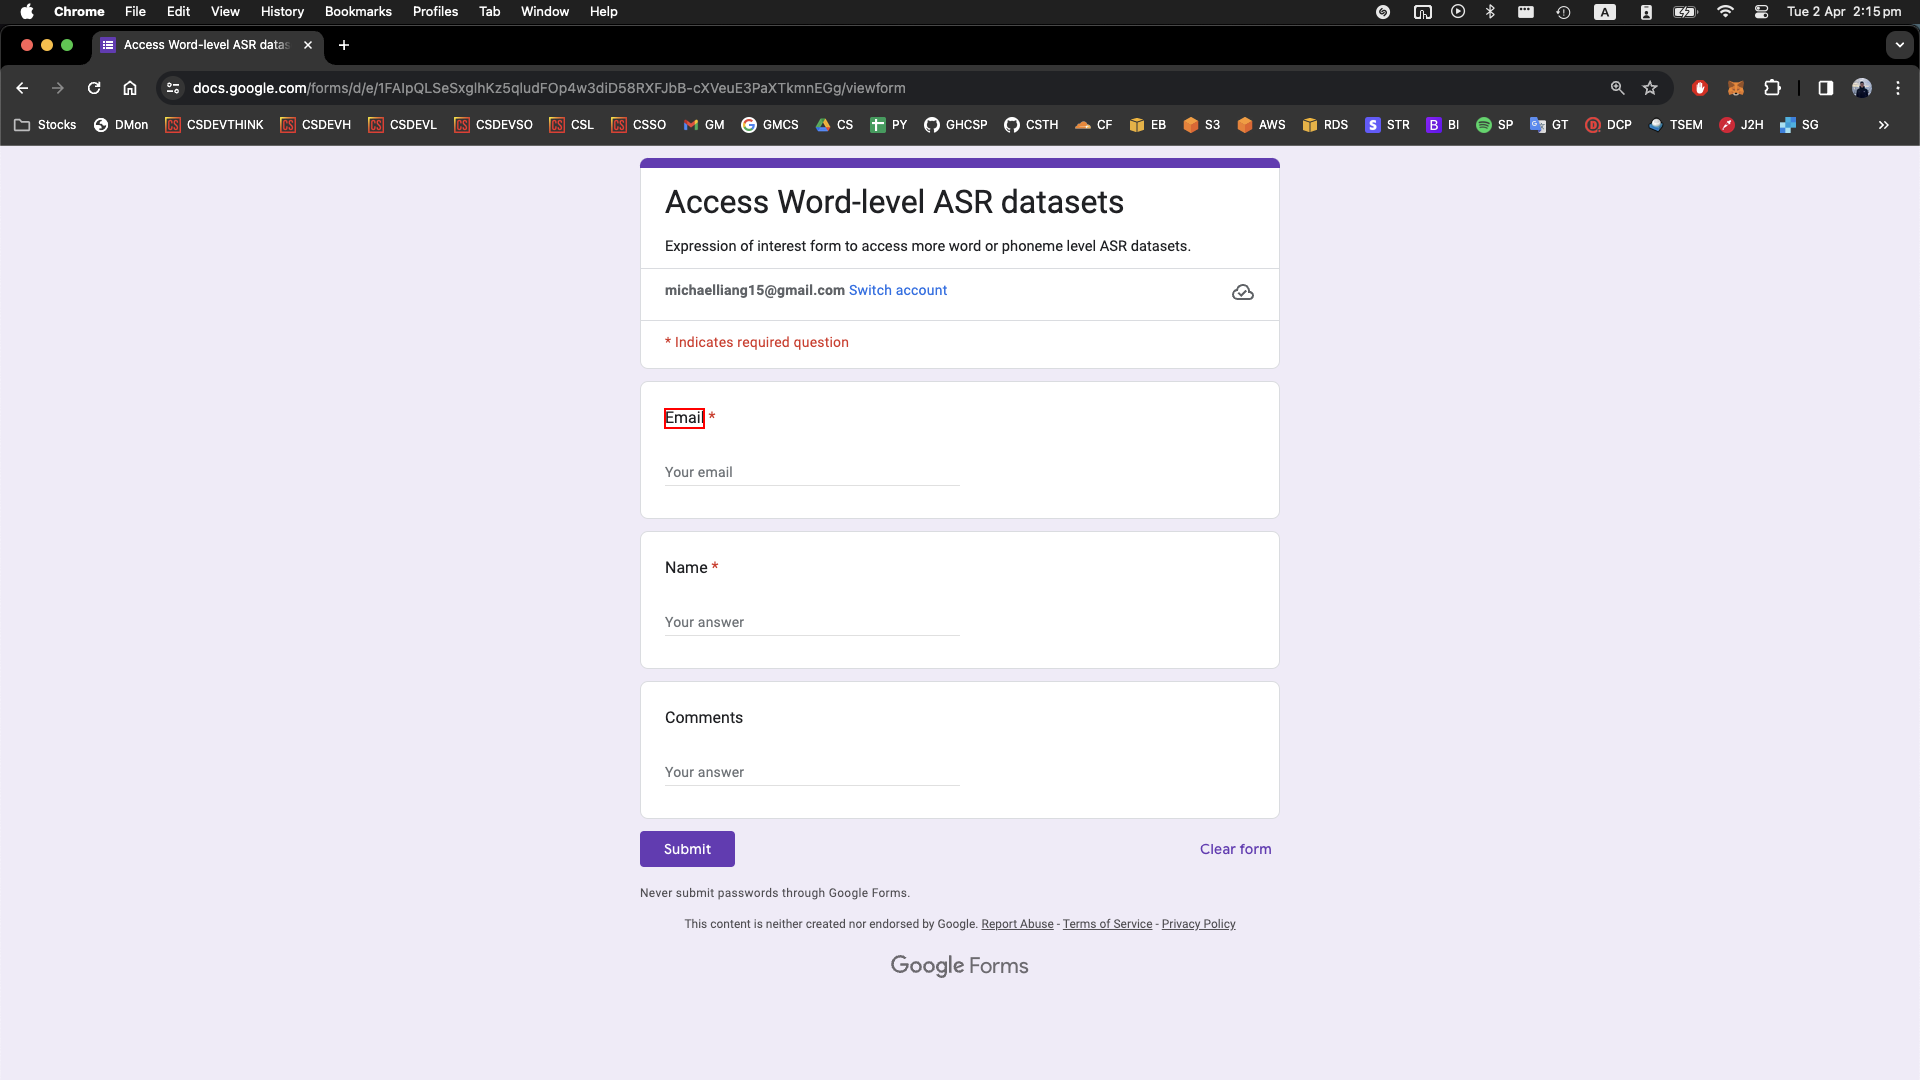 Chrome File Edit View History Bookmarks Profiles Tab Window Help A Tue 2 Apr 2:15 pm
Access Word-level ASR datas
docs.google.com/forms/d/e/1FAIpQLSeSxglhKz5qludFOp4w3diD58RXFJbB-cXVeuE3PaXTkmnEGg/viewform
Stocks DMon CS CSDEVTHINK CS CSDEVH CS CSDEVL CS CSDEVSO CS CSL CS CSSO GM GMCS CS PY GHCSP CSTH CF EB S3 AWS RDS S STR B BI SP GT DCP TSEM J2H SG
Access Word-level ASR datasets
Expression of interest form to access more word or phoneme level ASR datasets.
michaelliang15@gmail.com Switch account
* Indicates required question
Email *
Your email
Name *
Your answer
Comments
Your answer
Submit Clear form
Never submit passwords through Google Forms.
This content is neither created nor endorsed by Google. Report Abuse - Terms of Service - Privacy Policy
Google Forms